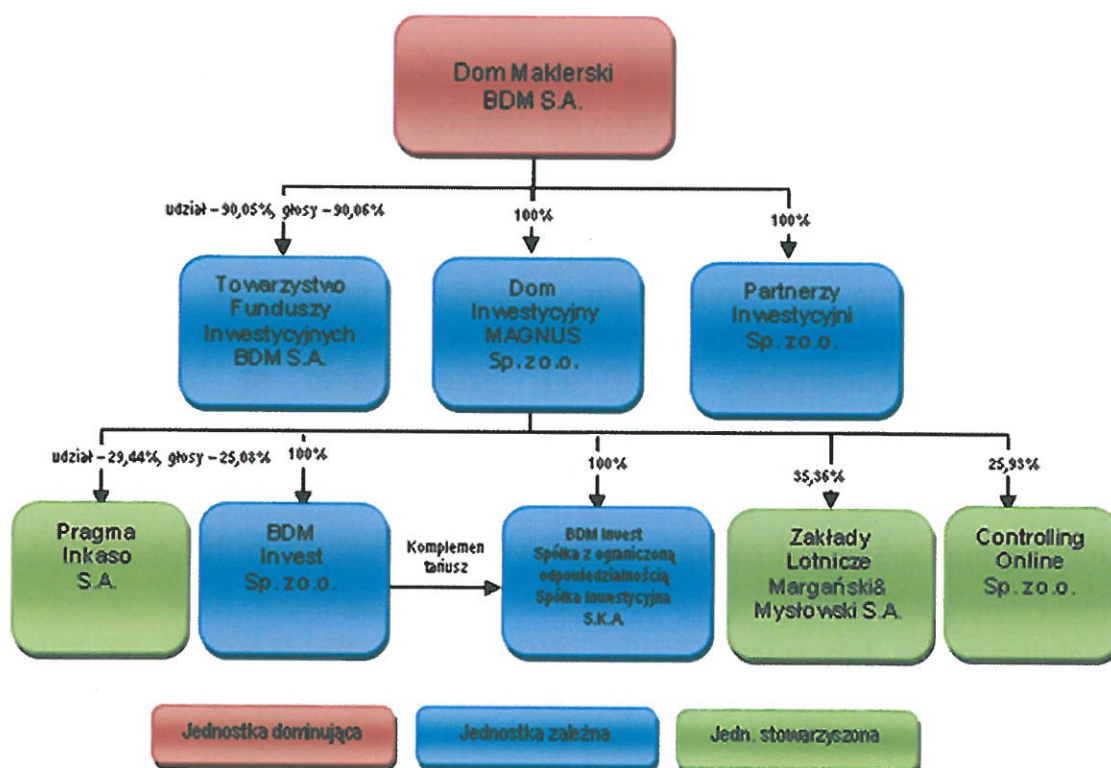 Dom Maklerski
BDM S.A.
udział – 90,05%, głosy – 90,06%
100%
100%
Towarzystwo
Funduszy
Inwestycyjnych
BDM S.A.
Dom
Inwestycyjny
MAGNUS
Sp. z o.o.
Partnerzy
Inwestycyjni
Sp. z o.o.
udział – 29,44%, głosy – 25,08%
100%
100%
35,36%
25,93%
Pragma
Inkaso
S.A.
BDM
Invest
Sp. z o.o.
Komplemen
tariusz
BDM Invest
Spółka z ograniczoną
odpowiedzialnością
Spółka Inwestycyjna
S.K.A
Zakłady
Lotnicze
Margański&
Mysłowski S.A.
Controlling
Online
Sp. z o.o.
Jednostka dominująca
Jednostka zależna
Jedn. stowarzyszona